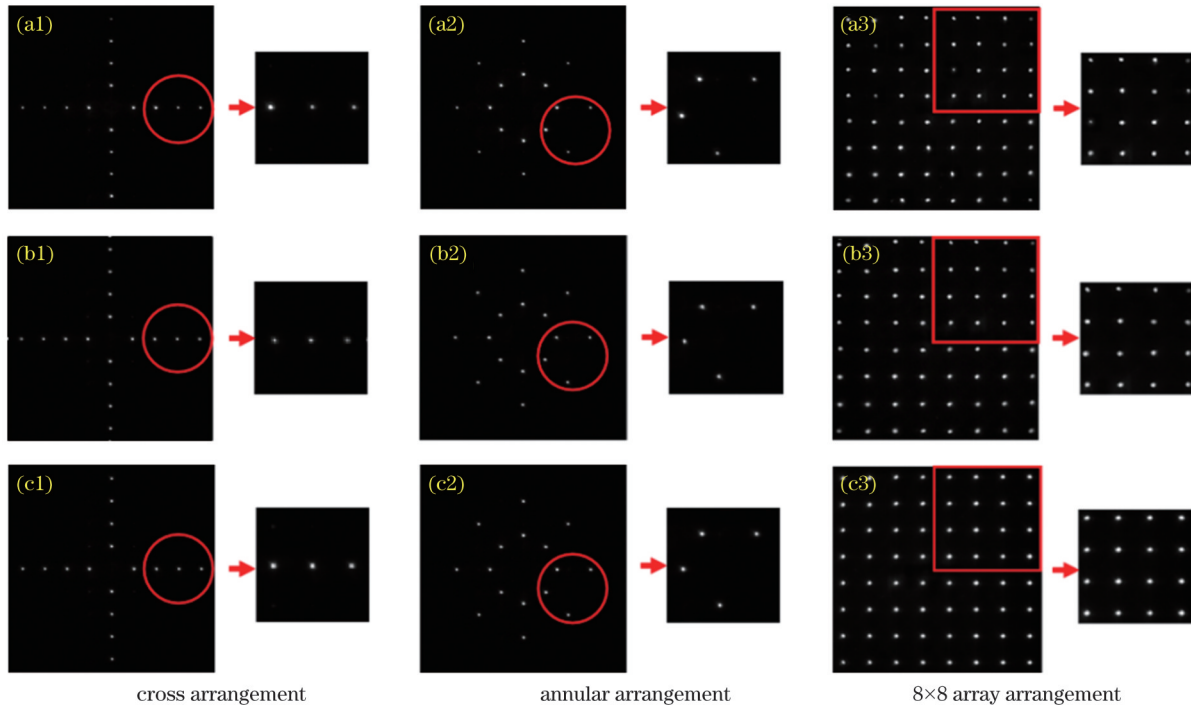 (a1)
(a2)
(a3)
(b1)
(b2)
(b3)
(c1)
(c2)
(c3)
cross arrangement
annular arrangement
8×8 array arrangement